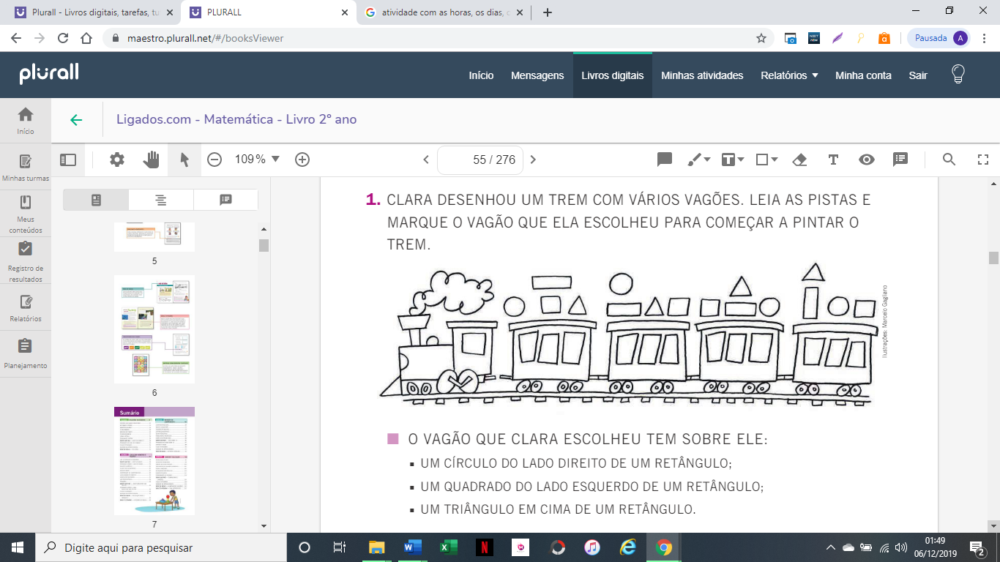 Plurall - Livros digitais, tarefas, tu
PLURALL
atividade com as horas, os dias,
maestro.plurall.net/#/booksViewer
Pausada
A
plurall
Início
Mensagens
Livros digitais
Minhas atividades
Relatórios
Minha conta
Sair
Início
Minhas turmas
Meus
conteúdos
Registro de
resultados
Relatórios
Planejamento
Ligados.com - Matemática - Livro 2º ano
109%
55 / 276
5
6
Sumário
7
1. CLARA DESENHOU UM TREM COM VÁRIOS VAGÕES. LEIA AS PISTAS E
MARQUE O VAGÃO QUE ELA ESCOLHEU PARA COMEÇAR A PINTAR O
TREM.
Ilustrações: Marcelo Gagliano
O VAGÃO QUE CLARA ESCOLHEU TEM SOBRE ELE:
▪ UM CÍRCULO DO LADO DIREITO DE UM RETÂNGULO;
▪ UM QUADRADO DO LADO ESQUERDO DE UM RETÂNGULO;
▪ UM TRIÂNGULO EM CIMA DE UM RETÂNGULO.
Digite aqui para pesquisar
01:49
06/12/2019
2